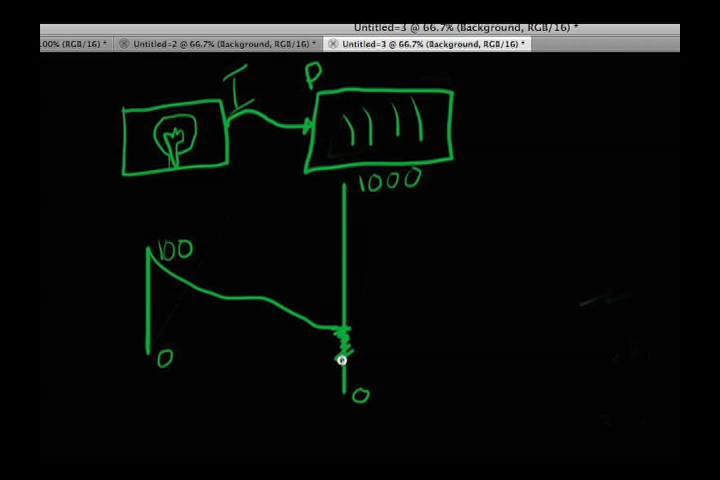 Untitled=3 @ 66.7% (Background, RGB/16) *
.00% (RGB/16) *
Untitled=2 @ 66.7% (Background, RGB/16) *
Untitled=3 @ 66.7% (Background, RGB/16) *
I
P
1000
100
0
0